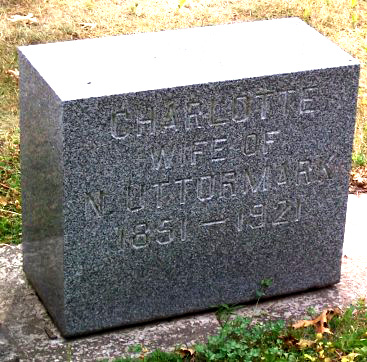 CHARLOTTE
WIFE OF
N. UTTORMARK
1851-1921